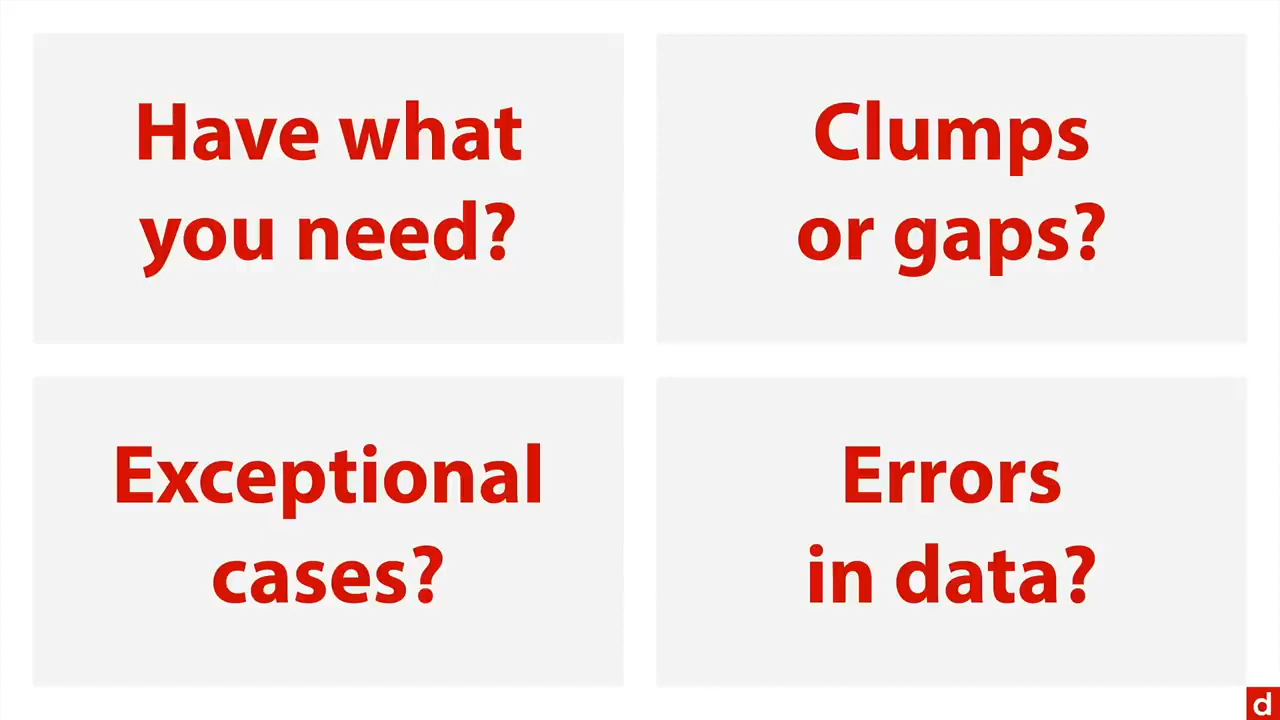 Have what
you need?
Clumps
or gaps?
Exceptional
cases?
Errors
in data?
d